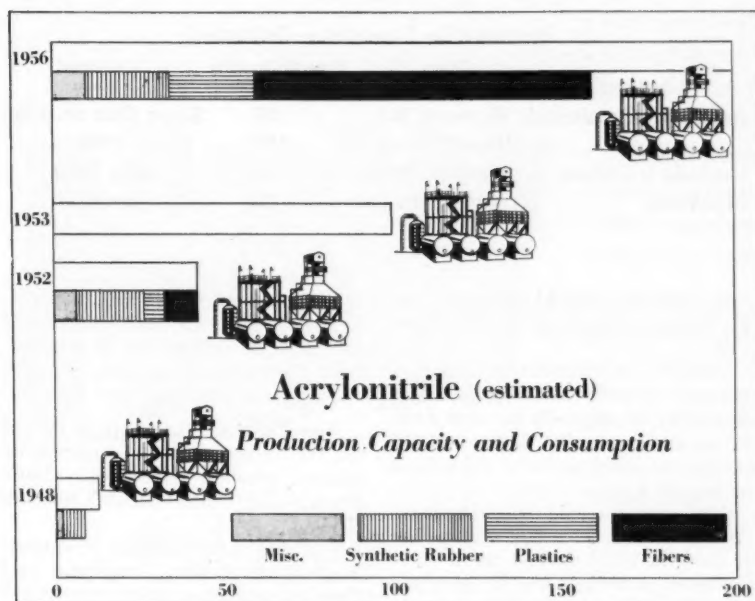 1956
1953
1952
Acrylonitrile (estimated)
Production Capacity and Consumption
1948
Misc. Synthetic Rubber Plastics Fibers
0 50 100 150 200